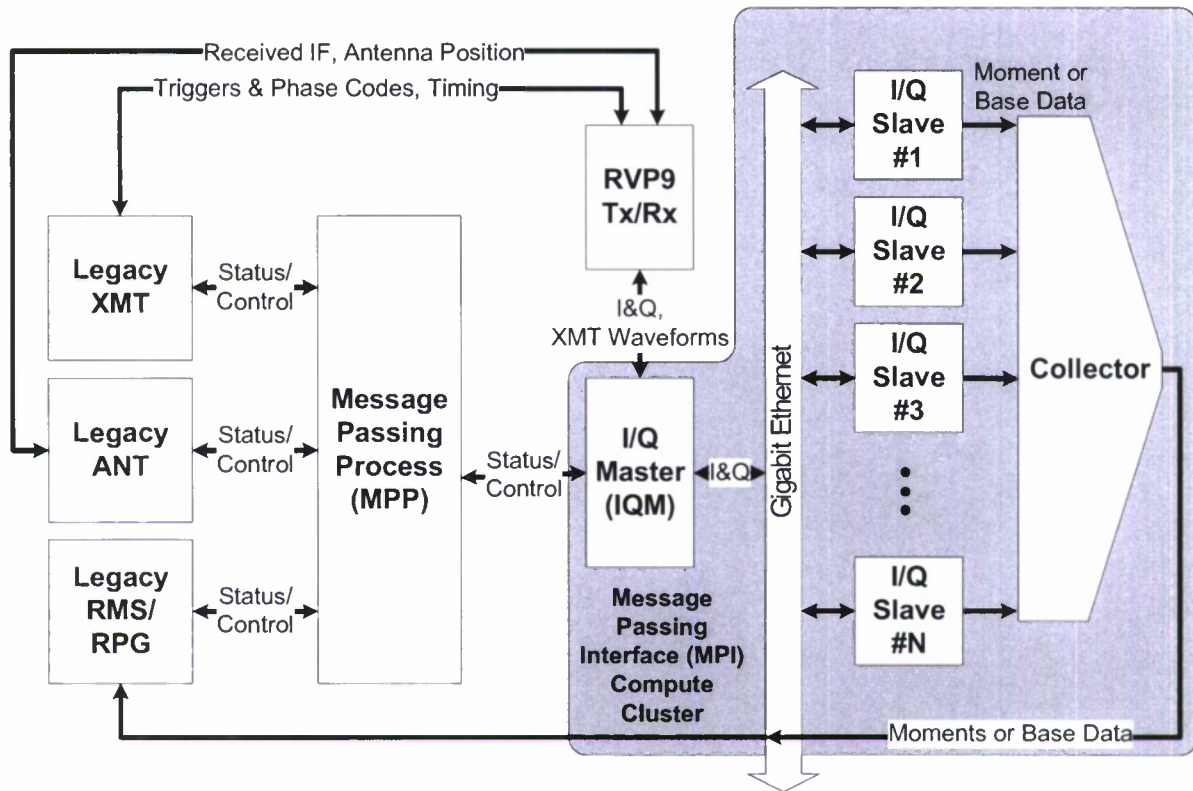 Received IF, Antenna Position
Triggers & Phase Codes, Timing
RVP9
Tx/Rx
Legacy
XMT
Status/
Control
Legacy
ANT
Status/
Control
Legacy
RMS/
RPG
Status/
Control
Message
Passing
Process
(MPP)
Status/
Control
I&Q,
XMT Waveforms
I/Q
Master
(IQM)
I&Q
Message
Passing
Interface (MPI)
Compute
Cluster
Gigabit Ethernet
I/Q
Slave
#1
I/Q
Slave
#2
I/Q
Slave
#3
I/Q
Slave
#N
Moment or
Base Data
Collector
Moments or Base Data